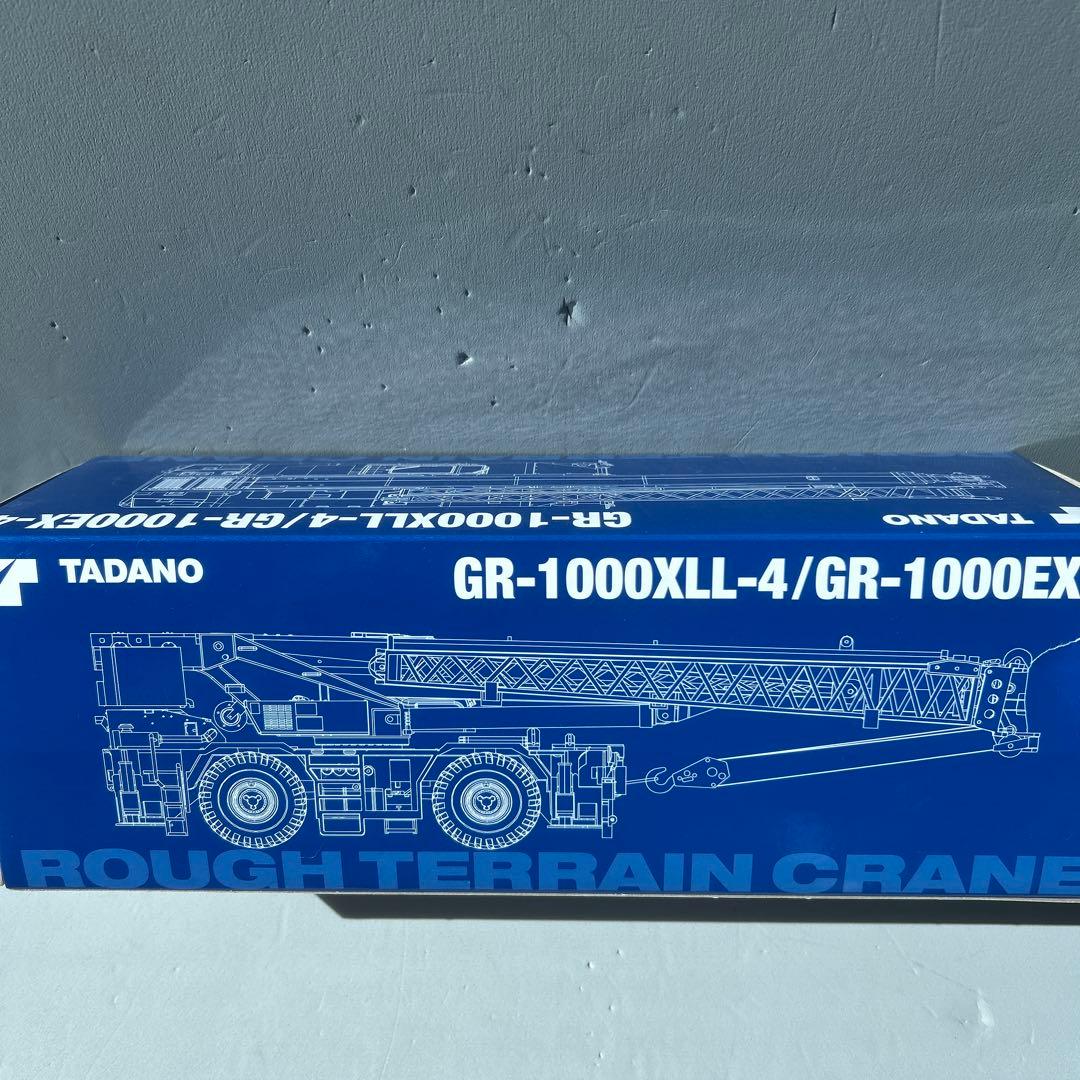 GR-1000XLL-4/GR-1000EX-4
TADANO
TADANO
GR-1000XLL-4/GR-1000EX
ROUGH TERRAIN CRANE